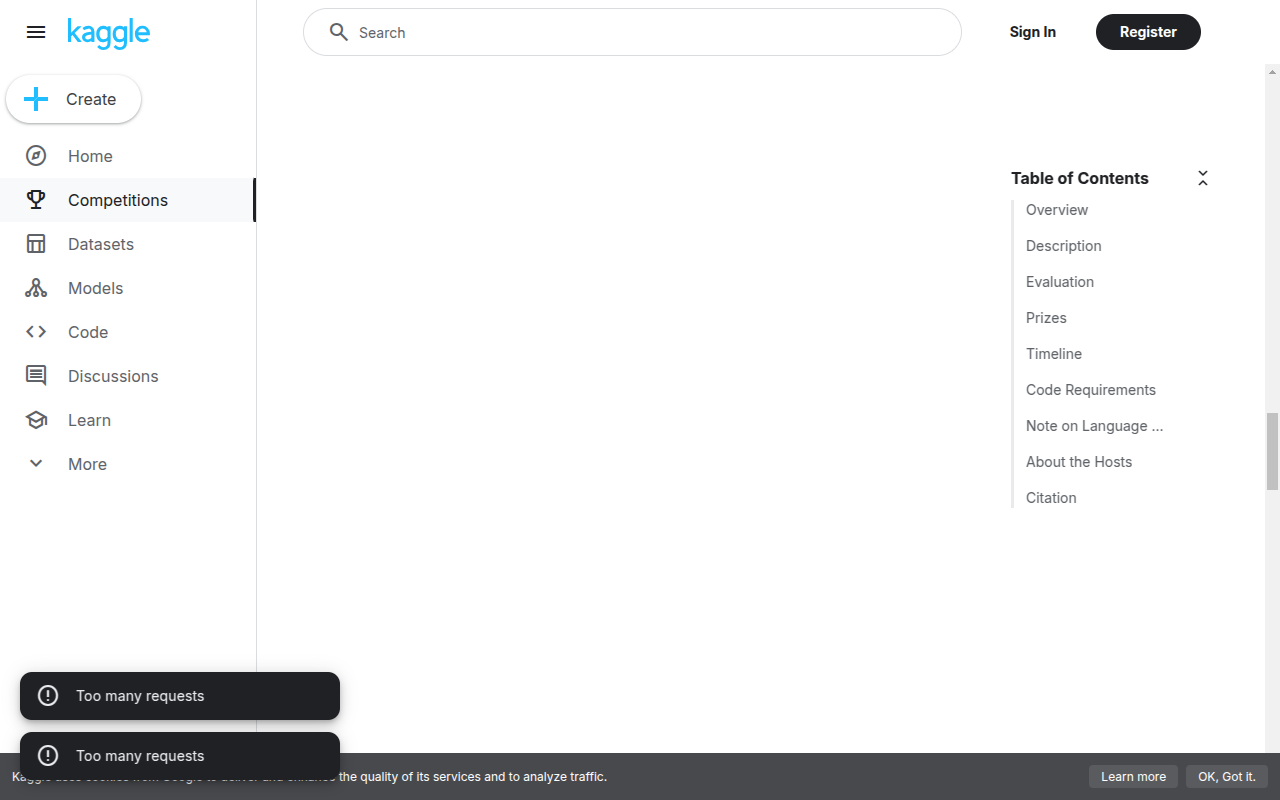 kaggle
Search
Sign In
Register
Create
Home
Competitions
Datasets
Models
Code
Discussions
Learn
More
Table of Contents
Overview
Description
Evaluation
Prizes
Timeline
Code Requirements
Note on Language ...
About the Hosts
Citation
Too many requests
Too many requests
the quality of its services and to analyze traffic.
Learn more
OK, Got it.